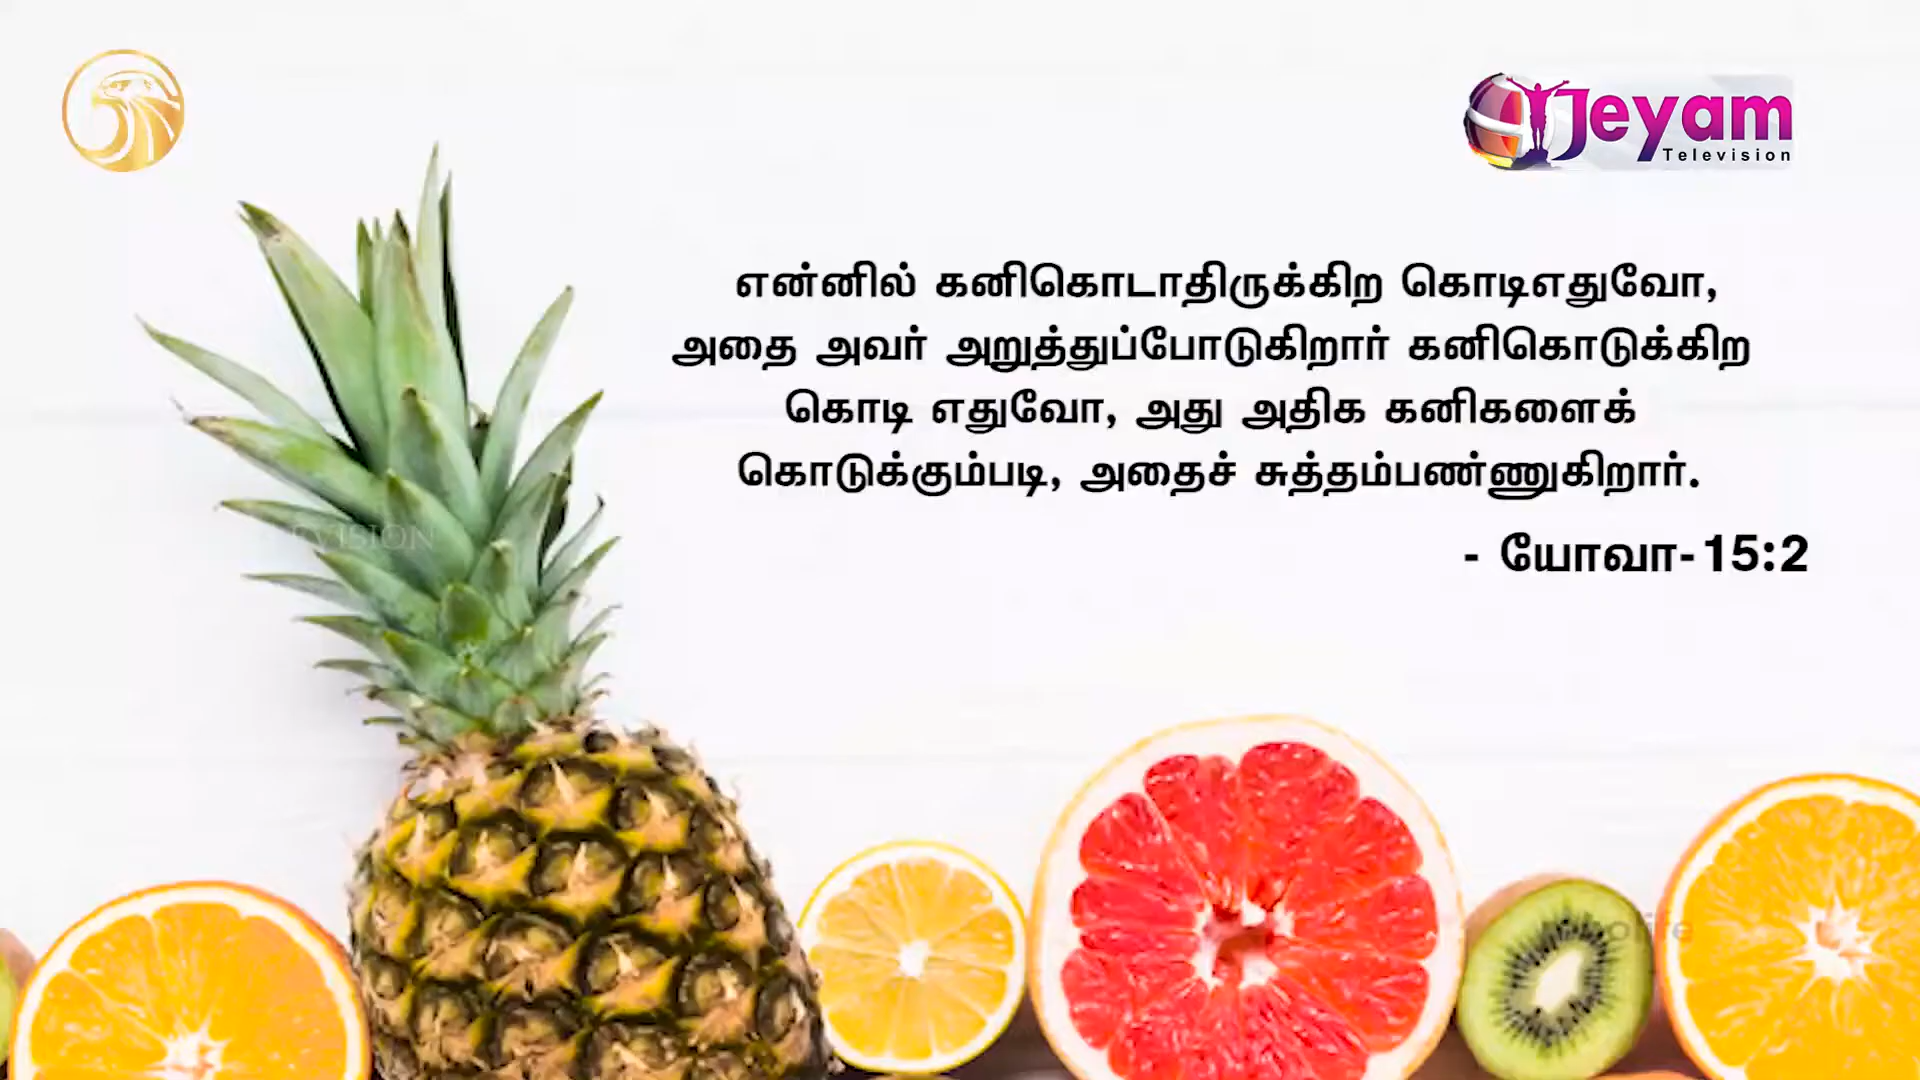 Jeyam
Television
என்னில் கனிகொடாதிருக்கிற கொடிஎதுவோ,
அதை அவர் அறுத்துப்போடுகிறார் கனிகொடுக்கிற
கொடி எதுவோ, அது அதிக கனிகளைக்
கொடுக்கும்படி, அதைச் சுத்தம்பண்ணுகிறார்.
- யோவா-15:2